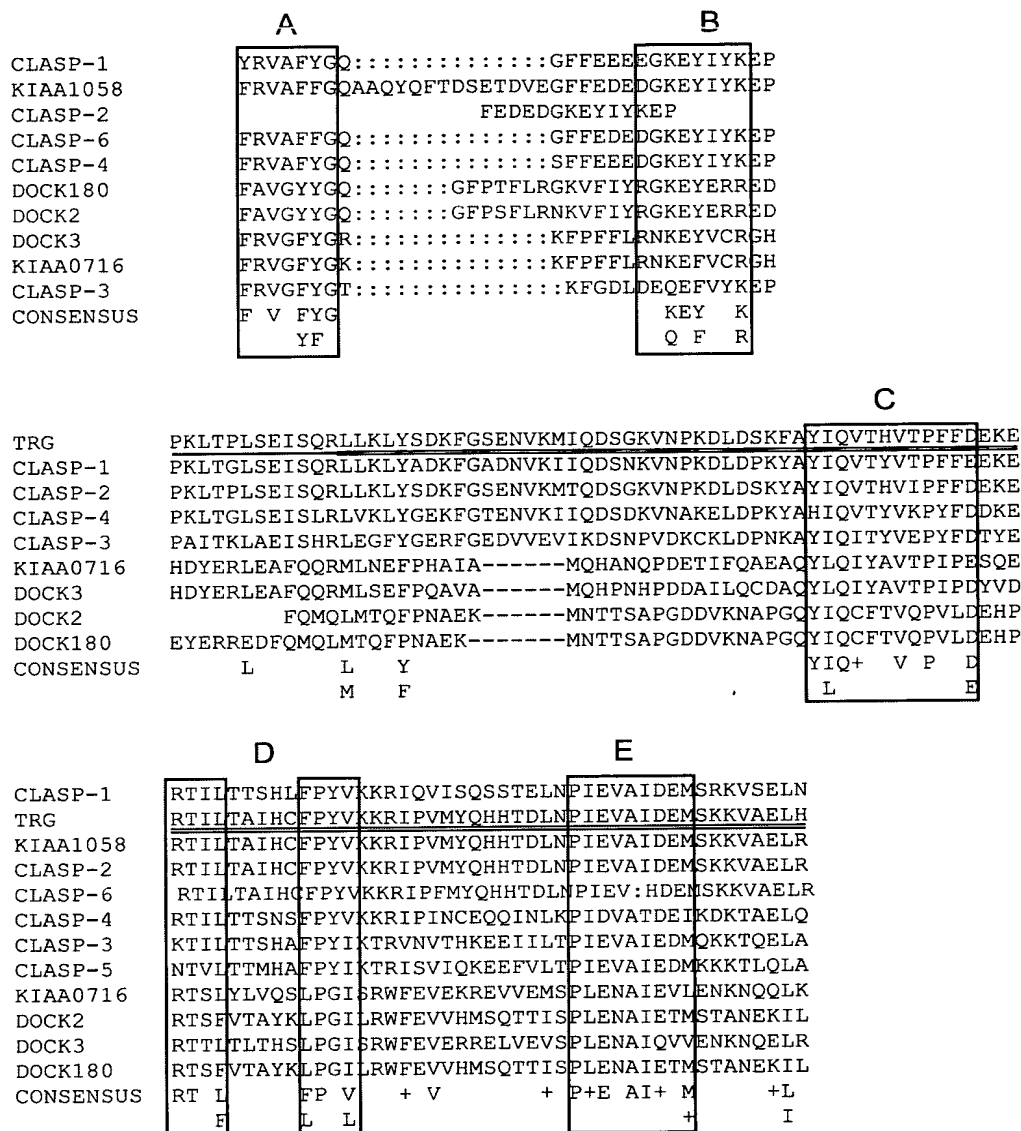 A B
CLASP-1 YRVAFYGQ::::::::::::::GFFEEEEGKEYIYKEP
KIAA1058 FRVAFFGQAAQYQFTDSETDVEGFFEDEDGKEYIYKEP
CLASP-2 FEDEDGKEYIYKEP
CLASP-6 FRVAFFGQ::::::::::::::GFFEDEDGKEYIYKEP
CLASP-4 FRVAFYGQ::::::::::::::SFFEEEDGKEYIYKEP
DOCK180 FAVGYYGQ:::::::GFPTFLRGKVFIYRGKEYERRED
DOCK2 FAVGYYGQ:::::::GFPSFLRNKVFIYRGKEYERRED
DOCK3 FRVGFYGR::::::::::::::KFPFFLRNKEYVCRGH
KIAA0716 FRVGFYGK::::::::::::::KFPFFLRNKEFVCRGH
CLASP-3 FRVGFYGT:::::::::::::::KFGDLDEQEFVYKEP
CONSENSUS F V FYG KEY K
YF Q F R
C
TRG PKLTPLSEISQRLLKLYSDKFGSENVKMIQDSGKVNPKDLDSKFAYIQVTHVTPFFDEKE
CLASP-1 PKLTGLSEISQRLLKLYADKFGADNVKIIQDSNKVNPKDLDPKYAYIQVTYVTPFFEEKE
CLASP-2 PKLTPLSEISQRLLKLYSDKFGSENVKMTQDSGKVNPKDLDSKYAYIQVTHVIPFFDEKE
CLASP-4 PKLTGLSEISLRLVKLYGEKFGTENVKIIQDSDKVNAKELDPKYAHIQVTYVKPYFDDKE
CLASP-3 PAITKLAEISHRLEGFYGERFGEDVVEVIKDSNPVDKCKLDPNKAYIQITYVEPYFDTYE
KIAA0716 HDYERLEAFQQRMLNEFPHAIA------MQHANQPDETIFQAEAQYLQIYAVTPIPESQE
DOCK3 HDYERLEAFQQRMLSEFPQAVA------MQHPNHPDDAILQCDAQYLQIYAVTPIPDYVD
DOCK2 FQMQLMTQFPNAEK------MNTTSAPGDDVKNAPGQYIQCFTVQPVLDEHP
DOCK180 EYERREDFQMQLMTQFPNAEK------MNTTSAPGDDVKNAPGQYIQCFTVQPVLDEHP
CONSENSUS L L Y YIQ+ V P D
M F L E
D E
CLASP-1 RTILTTSHLFPYVKKRIQVISQSSTELNPIEVAIDEMSRKVSELN
TRG RTILTAIHCFPYVKKRIPVMYQHHTDLNPIEVAIDEMSKKVAELH
KIAA1058 RTILTAIHCFPYVKKRIPVMYQHHTDLNPIEVAIDEMSKKVAELR
CLASP-2 RTILTAIHCFPYVKKRIPVMYQHHTDLNPIEVAIDEMSKKVAELR
CLASP-6 RTILTAIHCFPYVKKRIPFMYQHHTDLNPIEV:HDEMSKKVAELR
CLASP-4 RTILTTSNSFPYVKKRIPINCEQQINLKPIDVATDEIKDKTAELQ
CLASP-3 KTILTTSHAFPYIKTRVNVTHKEEIILTPIEVAIEDMQKKTQELA
CLASP-5 NTVLTTMHAFPYIKTRISVIQKEEFVLTPIEVAIEDMKKKTLQLA
KIAA0716 RTSLYLVQSLPGISRWFEVEKREVVEMSPLENAIEVLENKNQQLK
DOCK2 RTSFVTAYKLPGILRWFEVVHMSQTTISPLENAIETMSTANEKIL
DOCK3 RTTLTLTHSLPGISRWFEVERRELVEVSPLENAIQVVENKNQELR
DOCK180 RTSFVTAYKLPGILRWFEVVHMSQTTISPLENAIETMSTANEKIL
CONSENSUS RT L FP V + V + P+E AI+ M +L
F L L + I